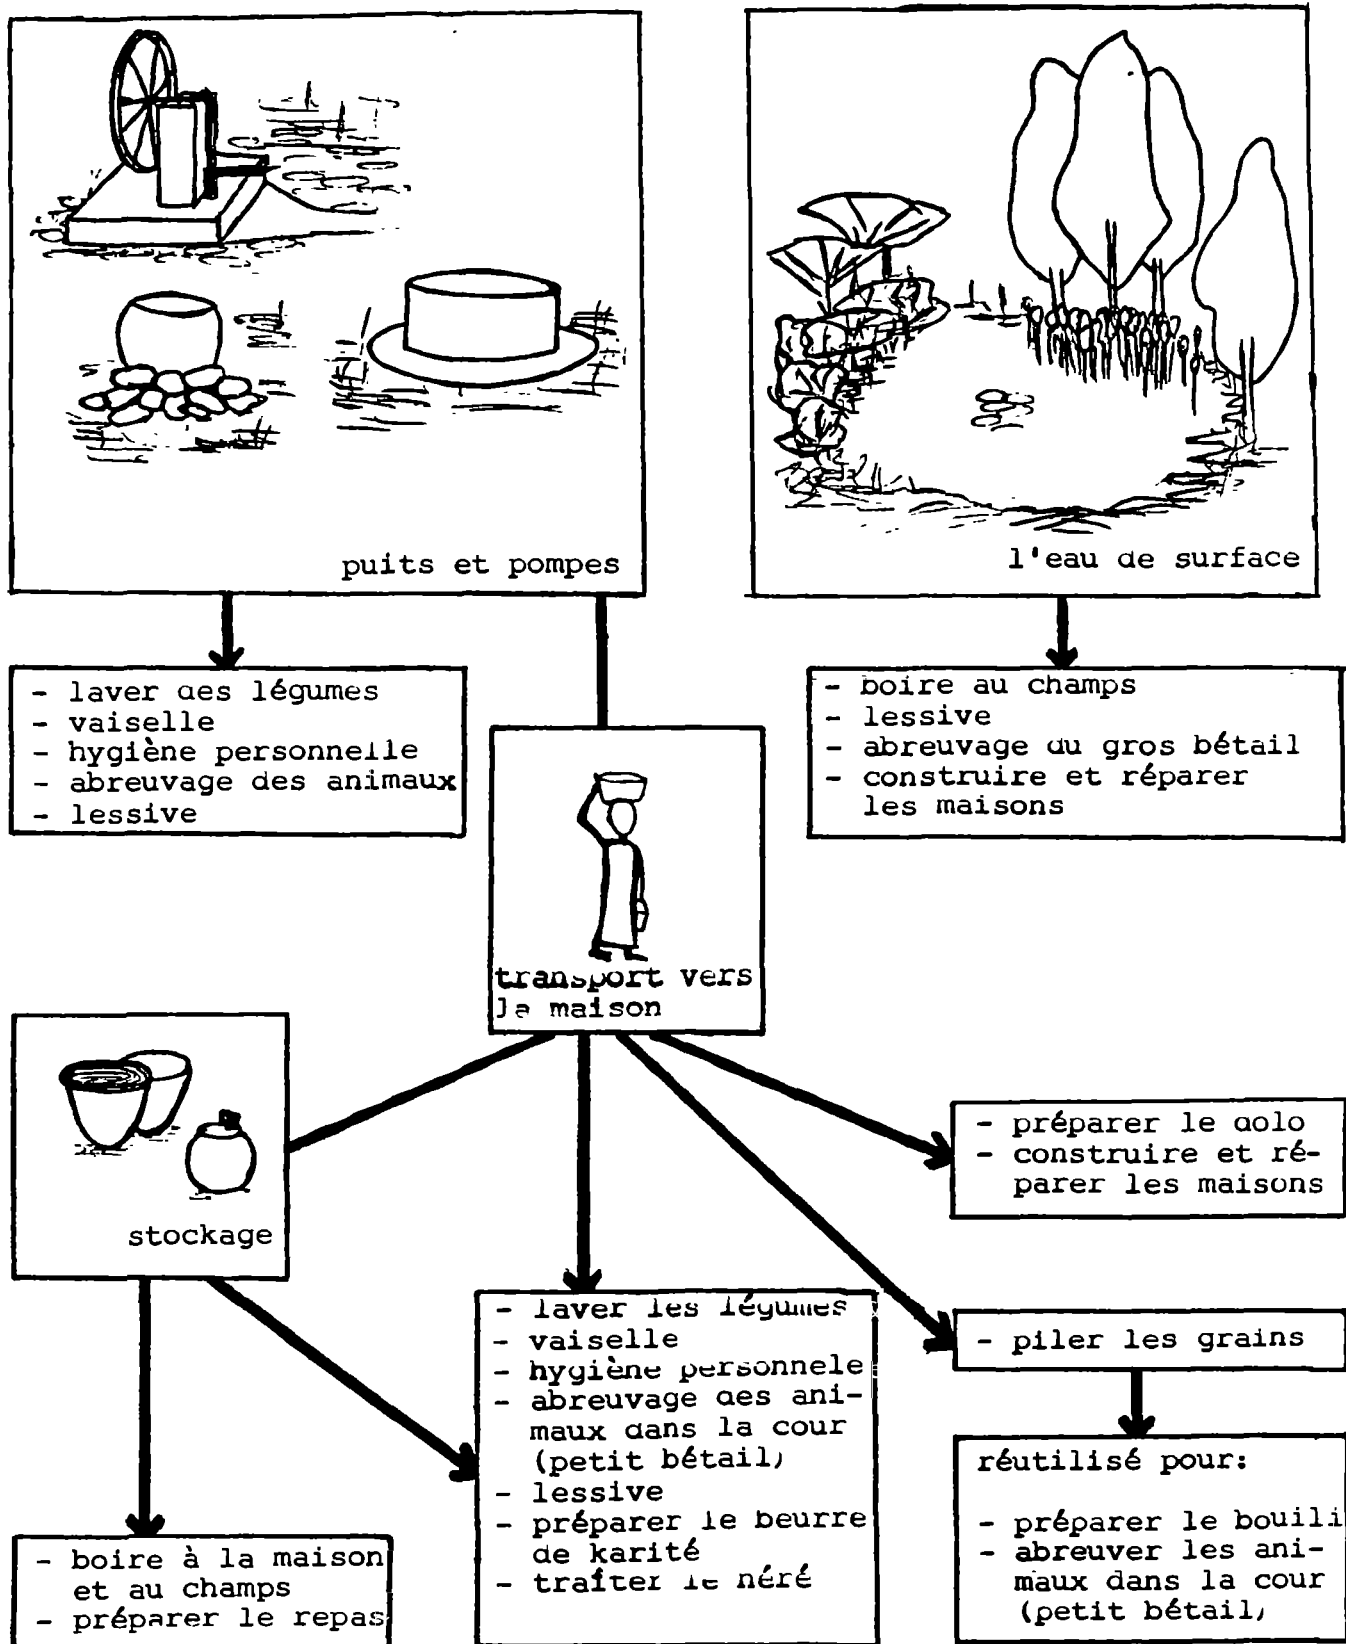 puits et pompes
l'eau de surface
- laver des légumes
- vaiselle
- hygiène personnelle
- abreuvage des animaux
- lessive
- boire au champs
- lessive
- abreuvage du gros bétail
- construire et réparer
les maisons
transport vers
la maison
stockage
- préparer le dolo
- construire et ré-
parer les maisons
- piler les grains
réutilisé pour:
- préparer le bouili
- abreuver les ani-
maux dans la cour
(petit bétail)
- laver les légumes
- vaiselle
- hygiène personnele
- abreuvage des ani-
maux dans la cour
(petit bétail)
- lessive
- préparer le beurre
de karité
- traîter le néré
- boire à la maison
et au champs
- préparer le repas